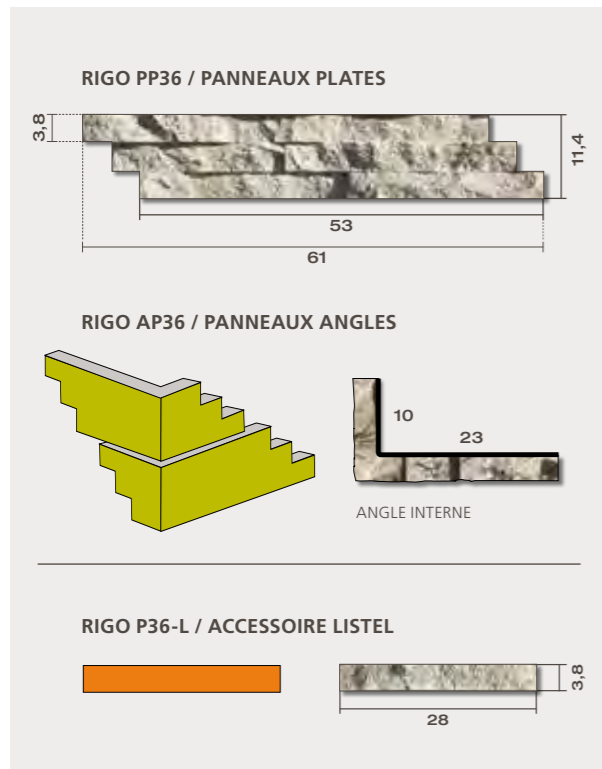 RIGO PP36 / PANNEAUX PLATES
3,8
11,4
53
61
RIGO AP36 / PANNEAUX ANGLES
10
23
ANGLE INTERNE
RIGO P36-L / ACCESSOIRE LISTEL
3,8
28